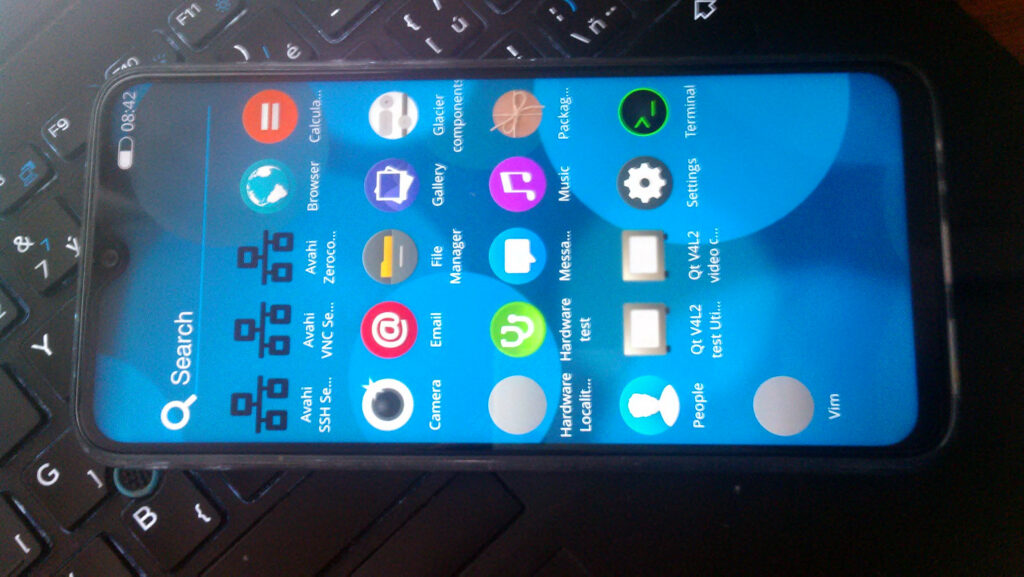 08:42
Search
Avahi
SSH Se...
Avahi
VNC Se...
Avahi
Zeroco...
Browser
Calcula...
Camera
Email
File
Manager
Gallery
Glacier
components
Hardware
Localit...
Hardware
test
Messa...
Music
Packag...
People
Qt V4L2
test Uti...
Qt V4L2
video c...
Settings
Terminal
Vim
F11
F9
é
ú
ñ
&
Y
G
B